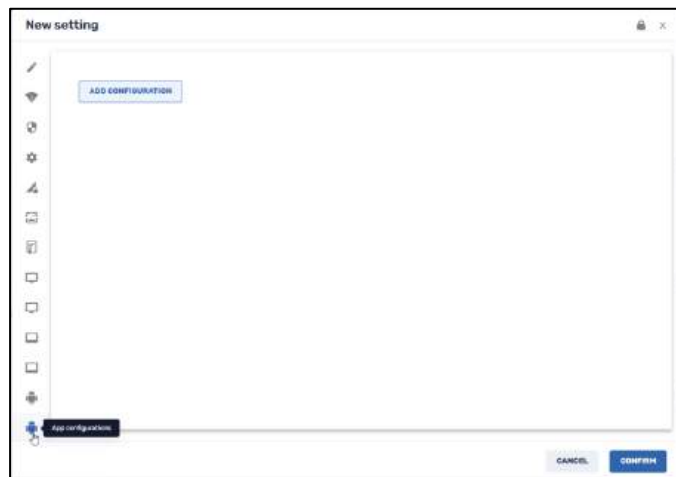 New setting
ADD CONFIGURATION
App configurations
CANCEL
CONFIRM